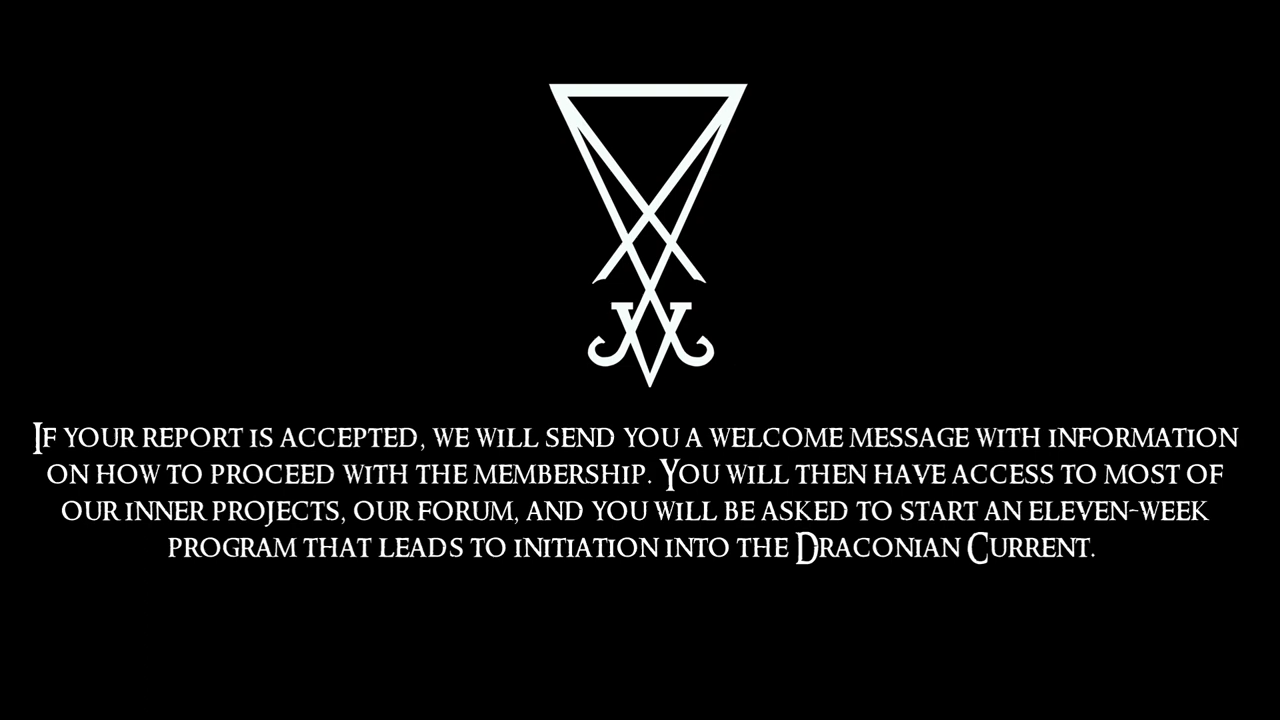 If your report is accepted, we will send you a welcome message with information
on how to proceed with the membership. You will then have access to most of
our inner projects, our forum, and you will be asked to start an eleven-week
program that leads to initiation into the Draconian Current.